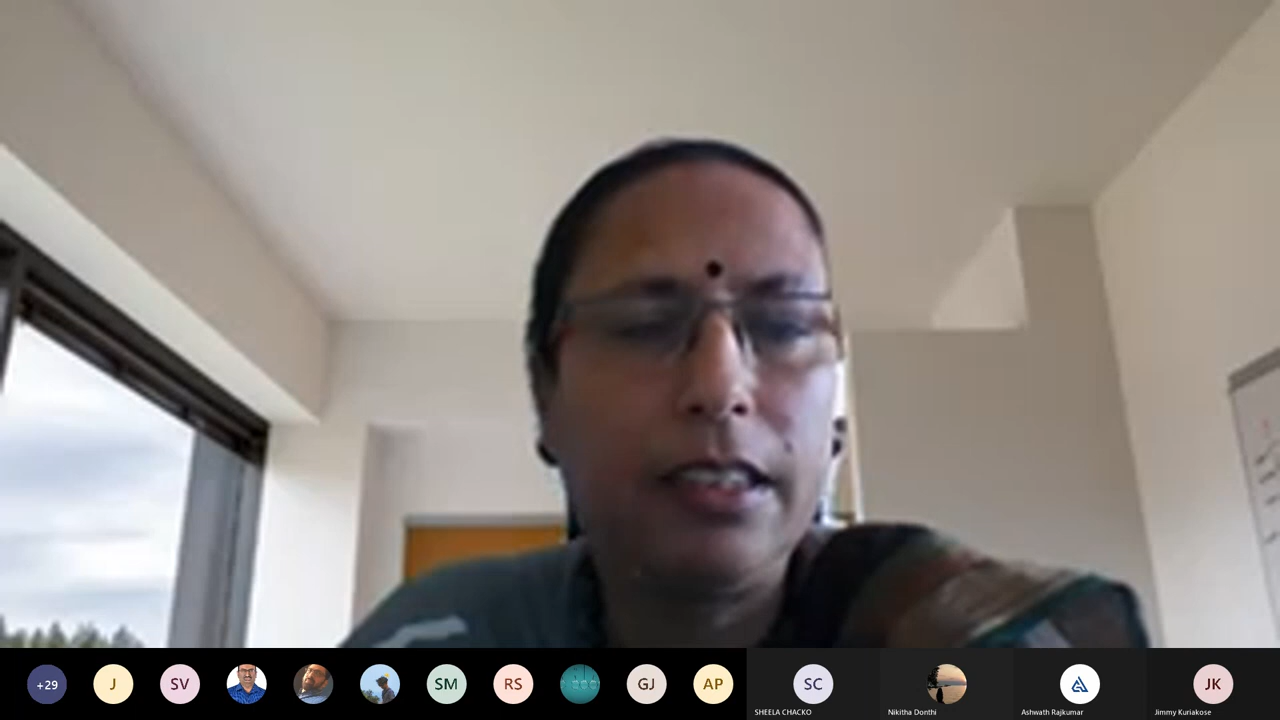 +29
J
SV
SM
RS
GJ
AP
SC
JK
SHEELA CHACKO
Nikitha Donthi
Ashwath Rajkumar
Jimmy Kuriakose